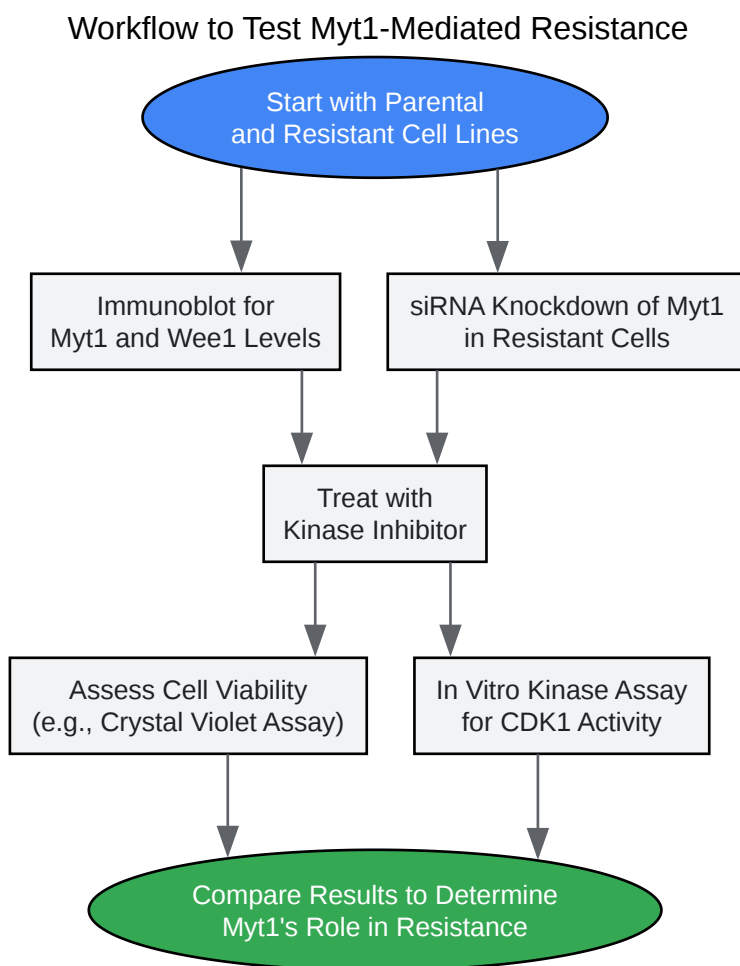 Workflow to Test Myt1-Mediated Resistance
Start with Parental
and Resistant Cell Lines
Immunoblot for
Myt1 and Wee1 Levels
siRNA Knockdown of Myt1
in Resistant Cells
Treat with
Kinase Inhibitor
Assess Cell Viability
(e.g., Crystal Violet Assay)
In Vitro Kinase Assay
for CDK1 Activity
Compare Results to Determine
Myt1's Role in Resistance